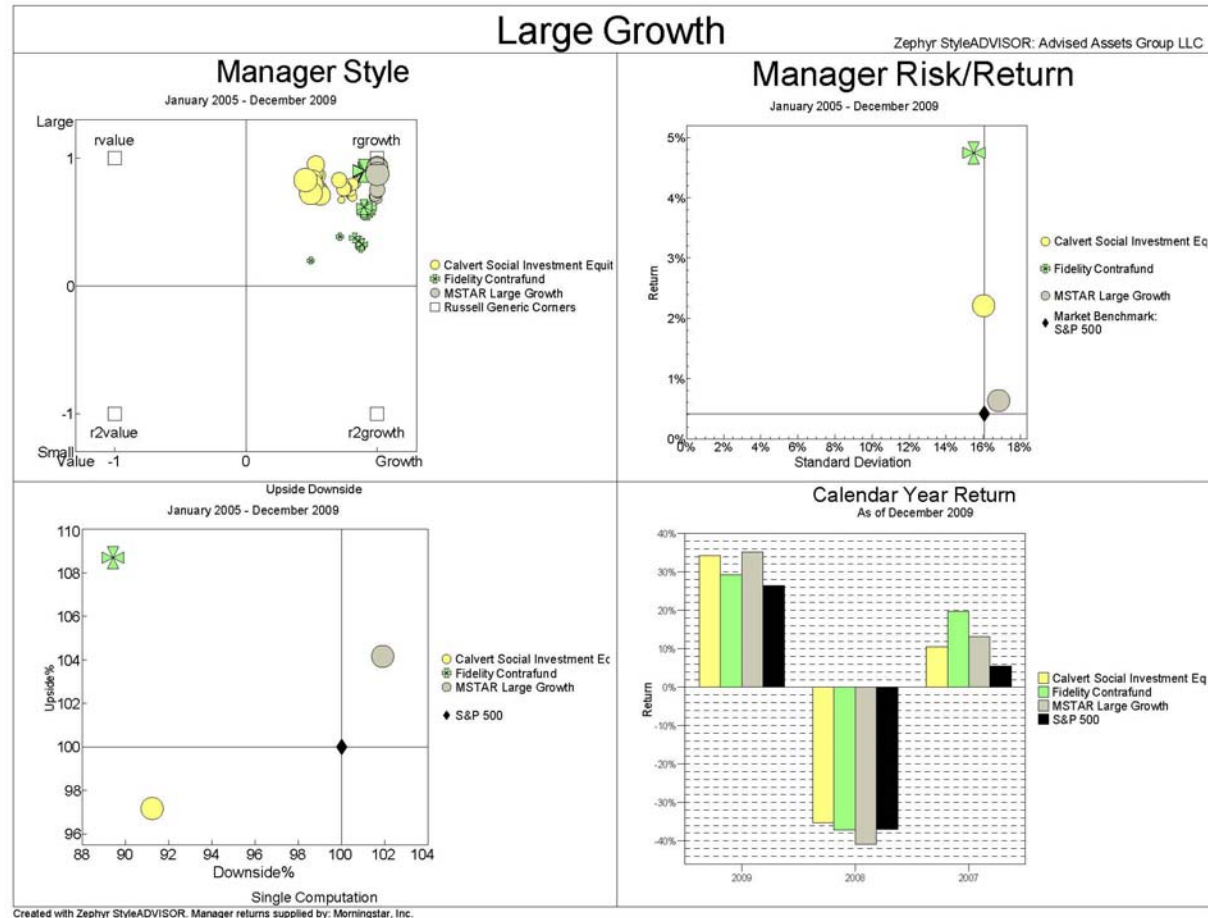 Large Growth
Zephyr StyleADVISOR: Advised Assets Group LLC
Manager Style
January 2005 - December 2009
Large
rvalue
rgrowth
1
0
-1
r2value
r2growth
Small
Value
-1
0
Growth
Calvert Social Investment Equit
Fidelity Contrafund
MSTAR Large Growth
Russell Generic Corners
Manager Risk/Return
January 2005 - December 2009
5%
4%
3%
2%
1%
0%
Return
0% 2% 4% 6% 8% 10% 12% 14% 16% 18%
Standard Deviation
Calvert Social Investment Eq
Fidelity Contrafund
MSTAR Large Growth
Market Benchmark:
S&P 500
Upside Downside
January 2005 - December 2009
110
108
106
104
102
100
98
96
Upside%
88 90 92 94 96 98 100 102 104
Downside%
Single Computation
Calvert Social Investment Ec
Fidelity Contrafund
MSTAR Large Growth
S&P 500
Calendar Year Return
As of December 2009
40%
30%
20%
10%
0%
-10%
-20%
-30%
-40%
Return
2009 2008 2007
Calvert Social Investment Eq
Fidelity Contrafund
MSTAR Large Growth
S&P 500
Created with Zephyr StyleADVISOR. Manager returns supplied by: Morningstar, Inc.